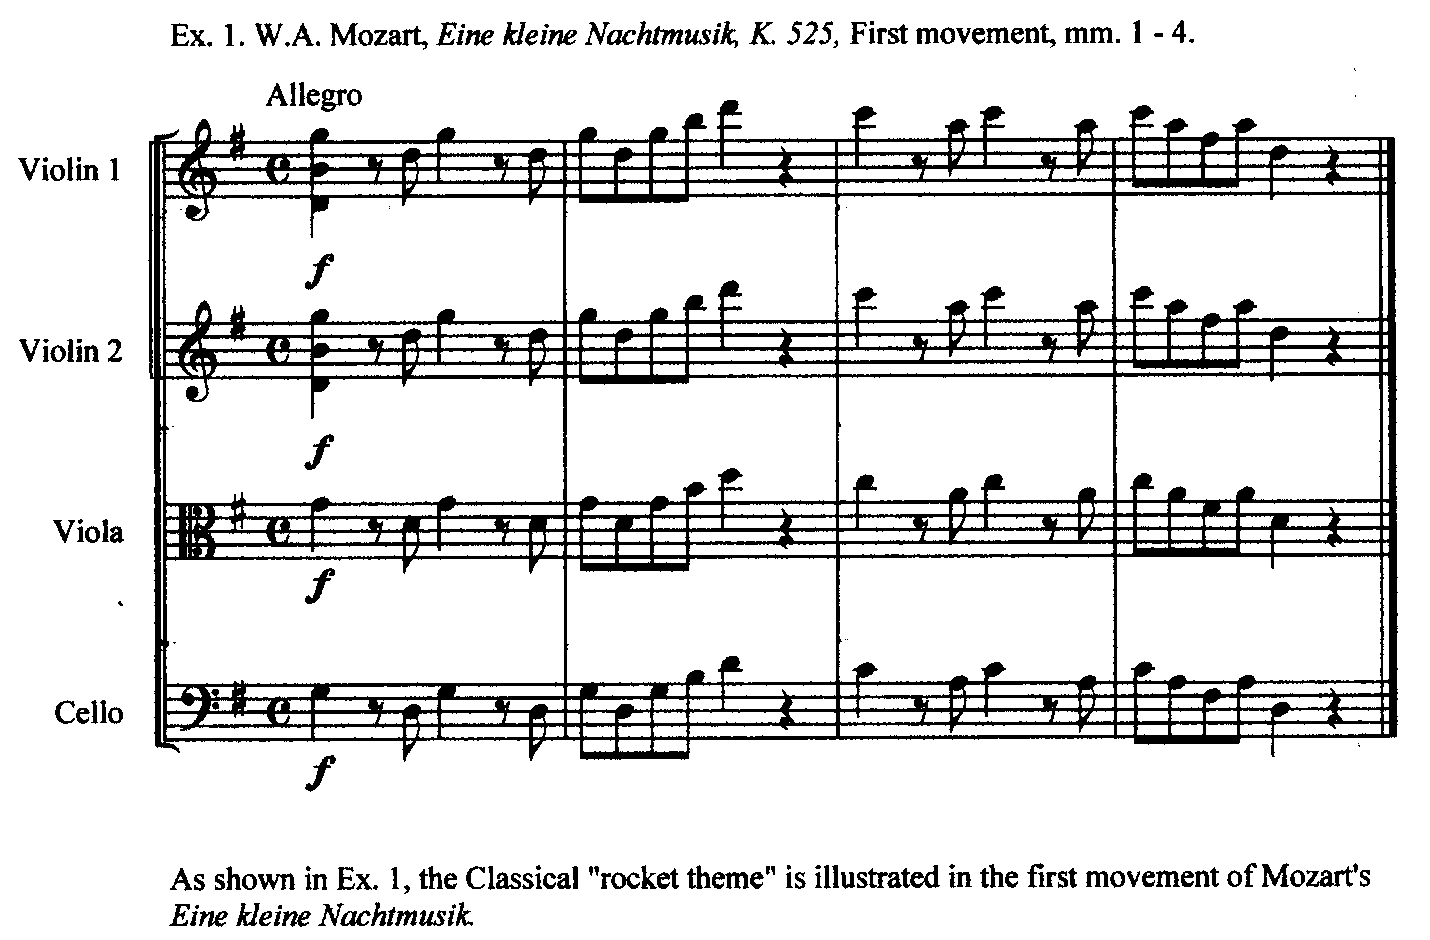 Ex. 1. W.A. Mozart, Eine kleine Nachtmusik, K. 525, First movement, mm. 1 - 4.
Allegro
Violin 1
f
Violin 2
f
Viola
f
Cello
f
As shown in Ex. 1, the Classical "rocket theme" is illustrated in the first movement of Mozart's
Eine kleine Nachtmusik.